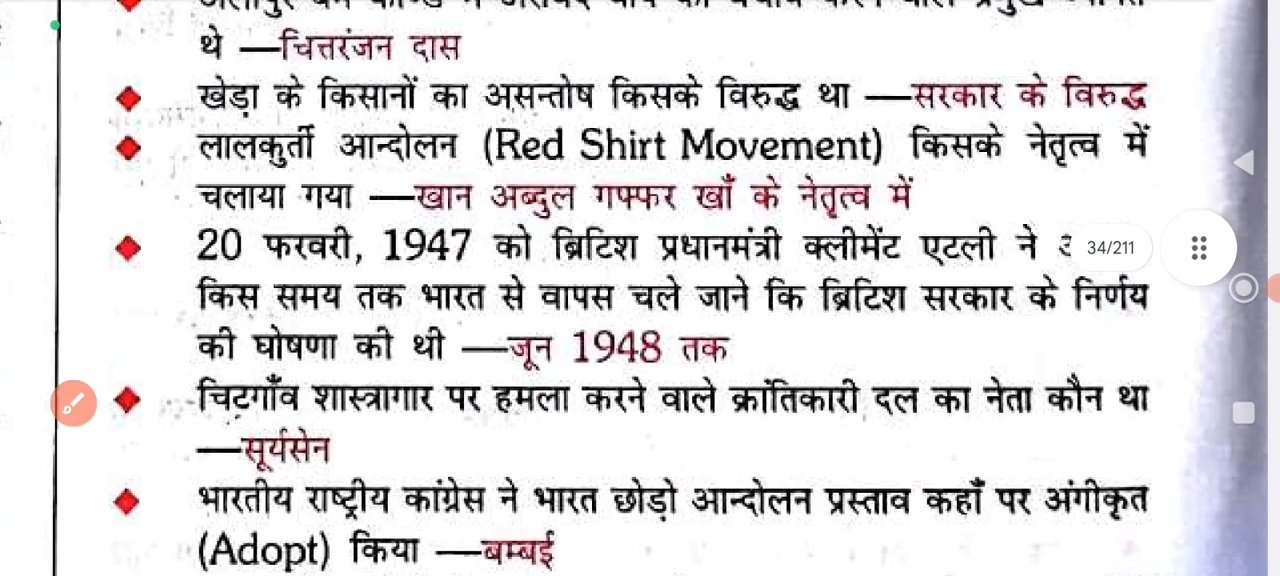 थे —चित्तरंजन दास
खेड़ा के किसानों का असन्तोष किसके विरुद्ध था —सरकार के विरुद्ध
लालकुर्ती आन्दोलन (Red Shirt Movement) किसके नेतृत्व में
चलाया गया —खान अब्दुल गफ्फर खाँ के नेतृत्व में
20 फरवरी, 1947 को ब्रिटिश प्रधानमंत्री क्लीमेंट एटली ने
34/211
किस समय तक भारत से वापस चले जाने कि ब्रिटिश सरकार के निर्णय
की घोषणा की थी —जून 1948 तक
चिटगाँव शास्त्रागार पर हमला करने वाले क्रांतिकारी दल का नेता कौन था
—सूर्यसेन
भारतीय राष्ट्रीय कांग्रेस ने भारत छोड़ो आन्दोलन प्रस्ताव कहाँ पर अंगीकृत
(Adopt) किया —बम्बई